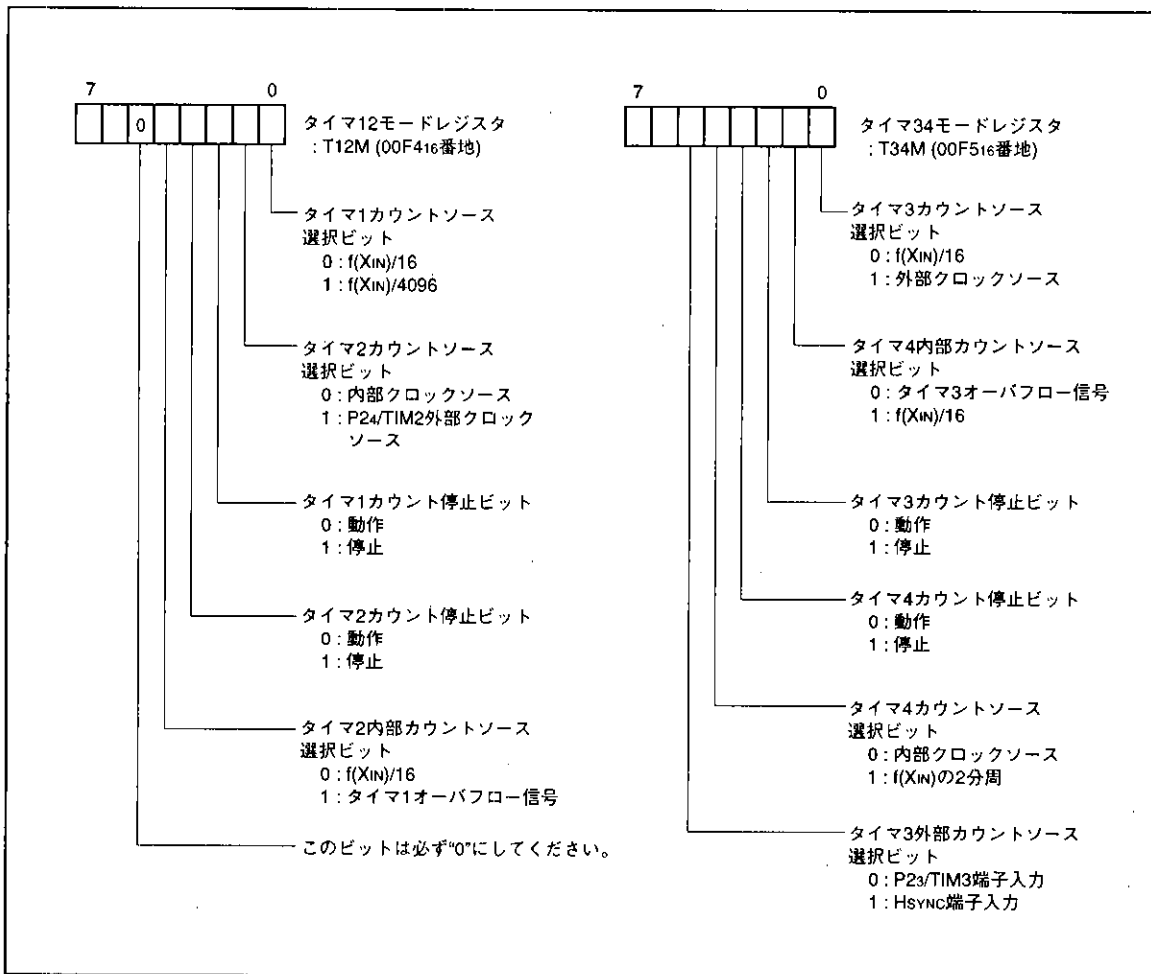 7 0
0
タイマ12モードレジスタ
: T12M (00F416番地)
タイマ1カウントソース
選択ビット
0 : f(XIN)/16
1 : f(XIN)/4096
タイマ2カウントソース
選択ビット
0 : 内部クロックソース
1 : P24/TIM2外部クロック
ソース
タイマ1カウント停止ビット
0 : 動作
1 : 停止
タイマ2カウント停止ビット
0 : 動作
1 : 停止
タイマ2内部カウントソース
選択ビット
0 : f(XIN)/16
1 : タイマ1オーバフロー信号
このビットは必ず“0”にしてください。
7 0
タイマ34モードレジスタ
: T34M (00F516番地)
タイマ3カウントソース
選択ビット
0 : f(XIN)/16
1 : 外部クロックソース
タイマ4内部カウントソース
選択ビット
0 : タイマ3オーバフロー信号
1 : f(XIN)/16
タイマ3カウント停止ビット
0 : 動作
1 : 停止
タイマ4カウント停止ビット
0 : 動作
1 : 停止
タイマ4カウントソース
選択ビット
0 : 内部クロックソース
1 : f(XIN)の2分周
タイマ3外部カウントソース
選択ビット
0 : P23/TIM3端子入力
1 : HSYNC端子入力